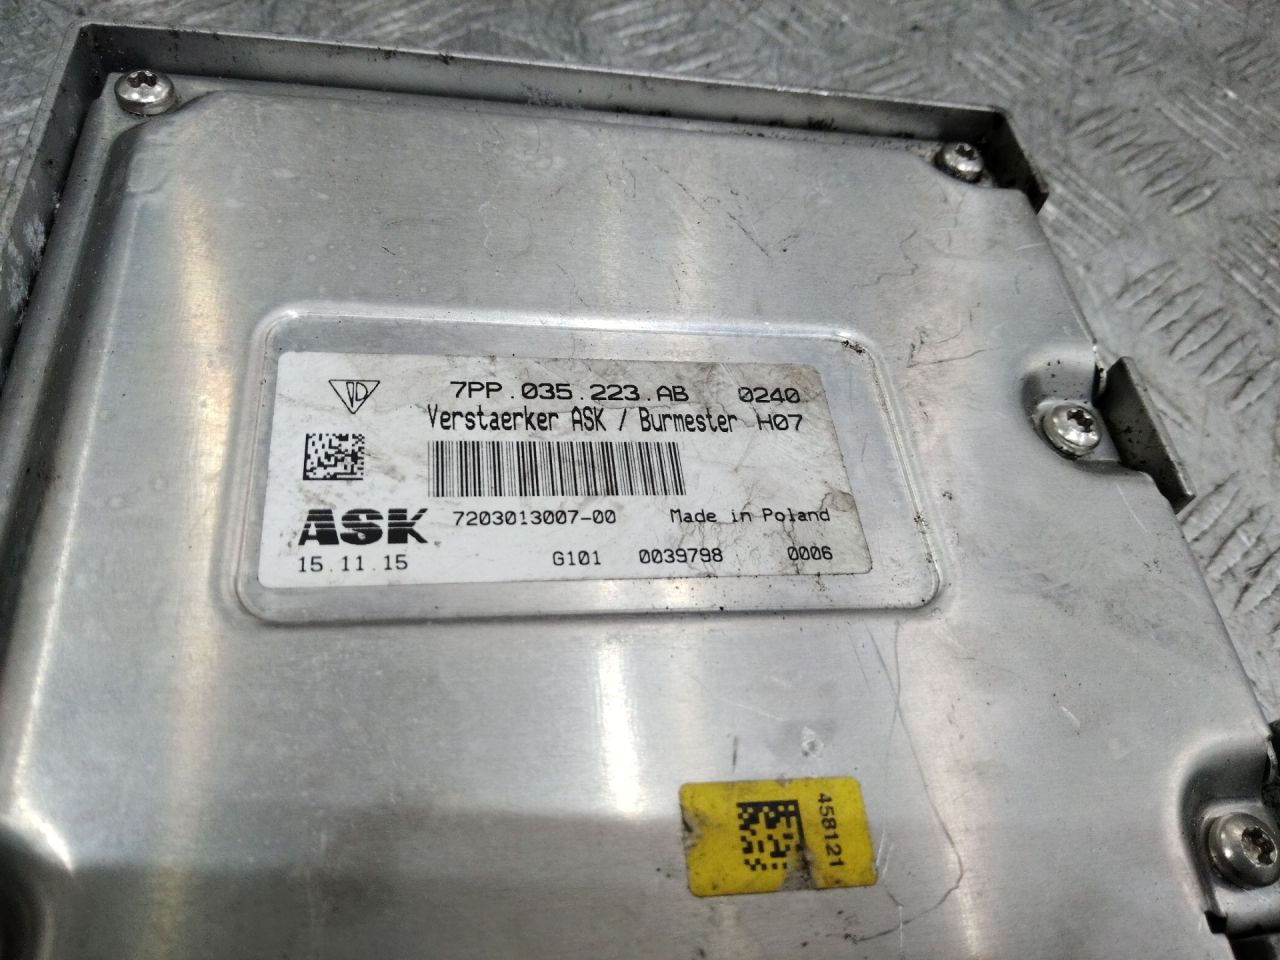 7PP.035.223.AB 0240
Verstaerker ASK / Burmester H07
ASK 7203013007-00 Made in Poland
15.11.15 G101 0039798 0006
458121